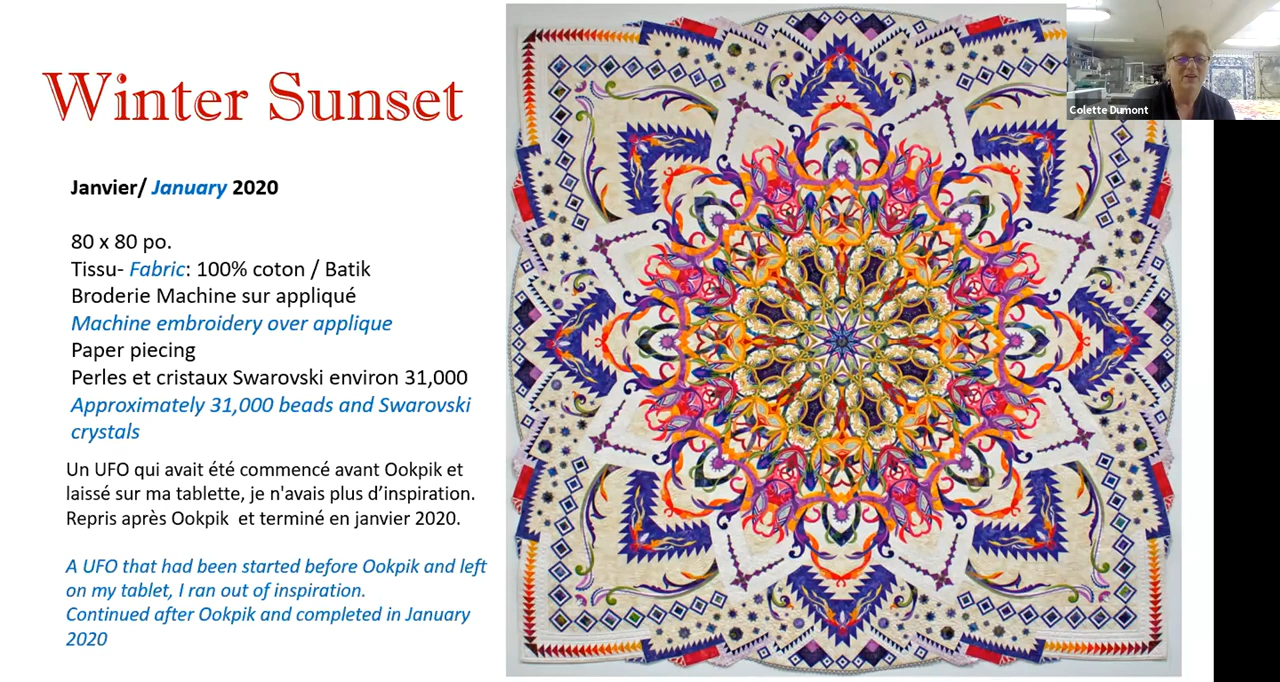 Winter Sunset
Janvier/ January 2020
80 x 80 po.
Tissu- Fabric: 100% coton / Batik
Broderie Machine sur appliqué
Machine embroidery over applique
Paper piecing
Perles et cristaux Swarovski environ 31,000
Approximately 31,000 beads and Swarovski
crystals
Un UFO qui avait été commencé avant Ookpik et
laissé sur ma tablette, je n'avais plus d’inspiration.
Repris après Ookpik et terminé en janvier 2020.
A UFO that had been started before Ookpik and left
on my tablet, I ran out of inspiration.
Continued after Ookpik and completed in January
2020
Colette Dumont